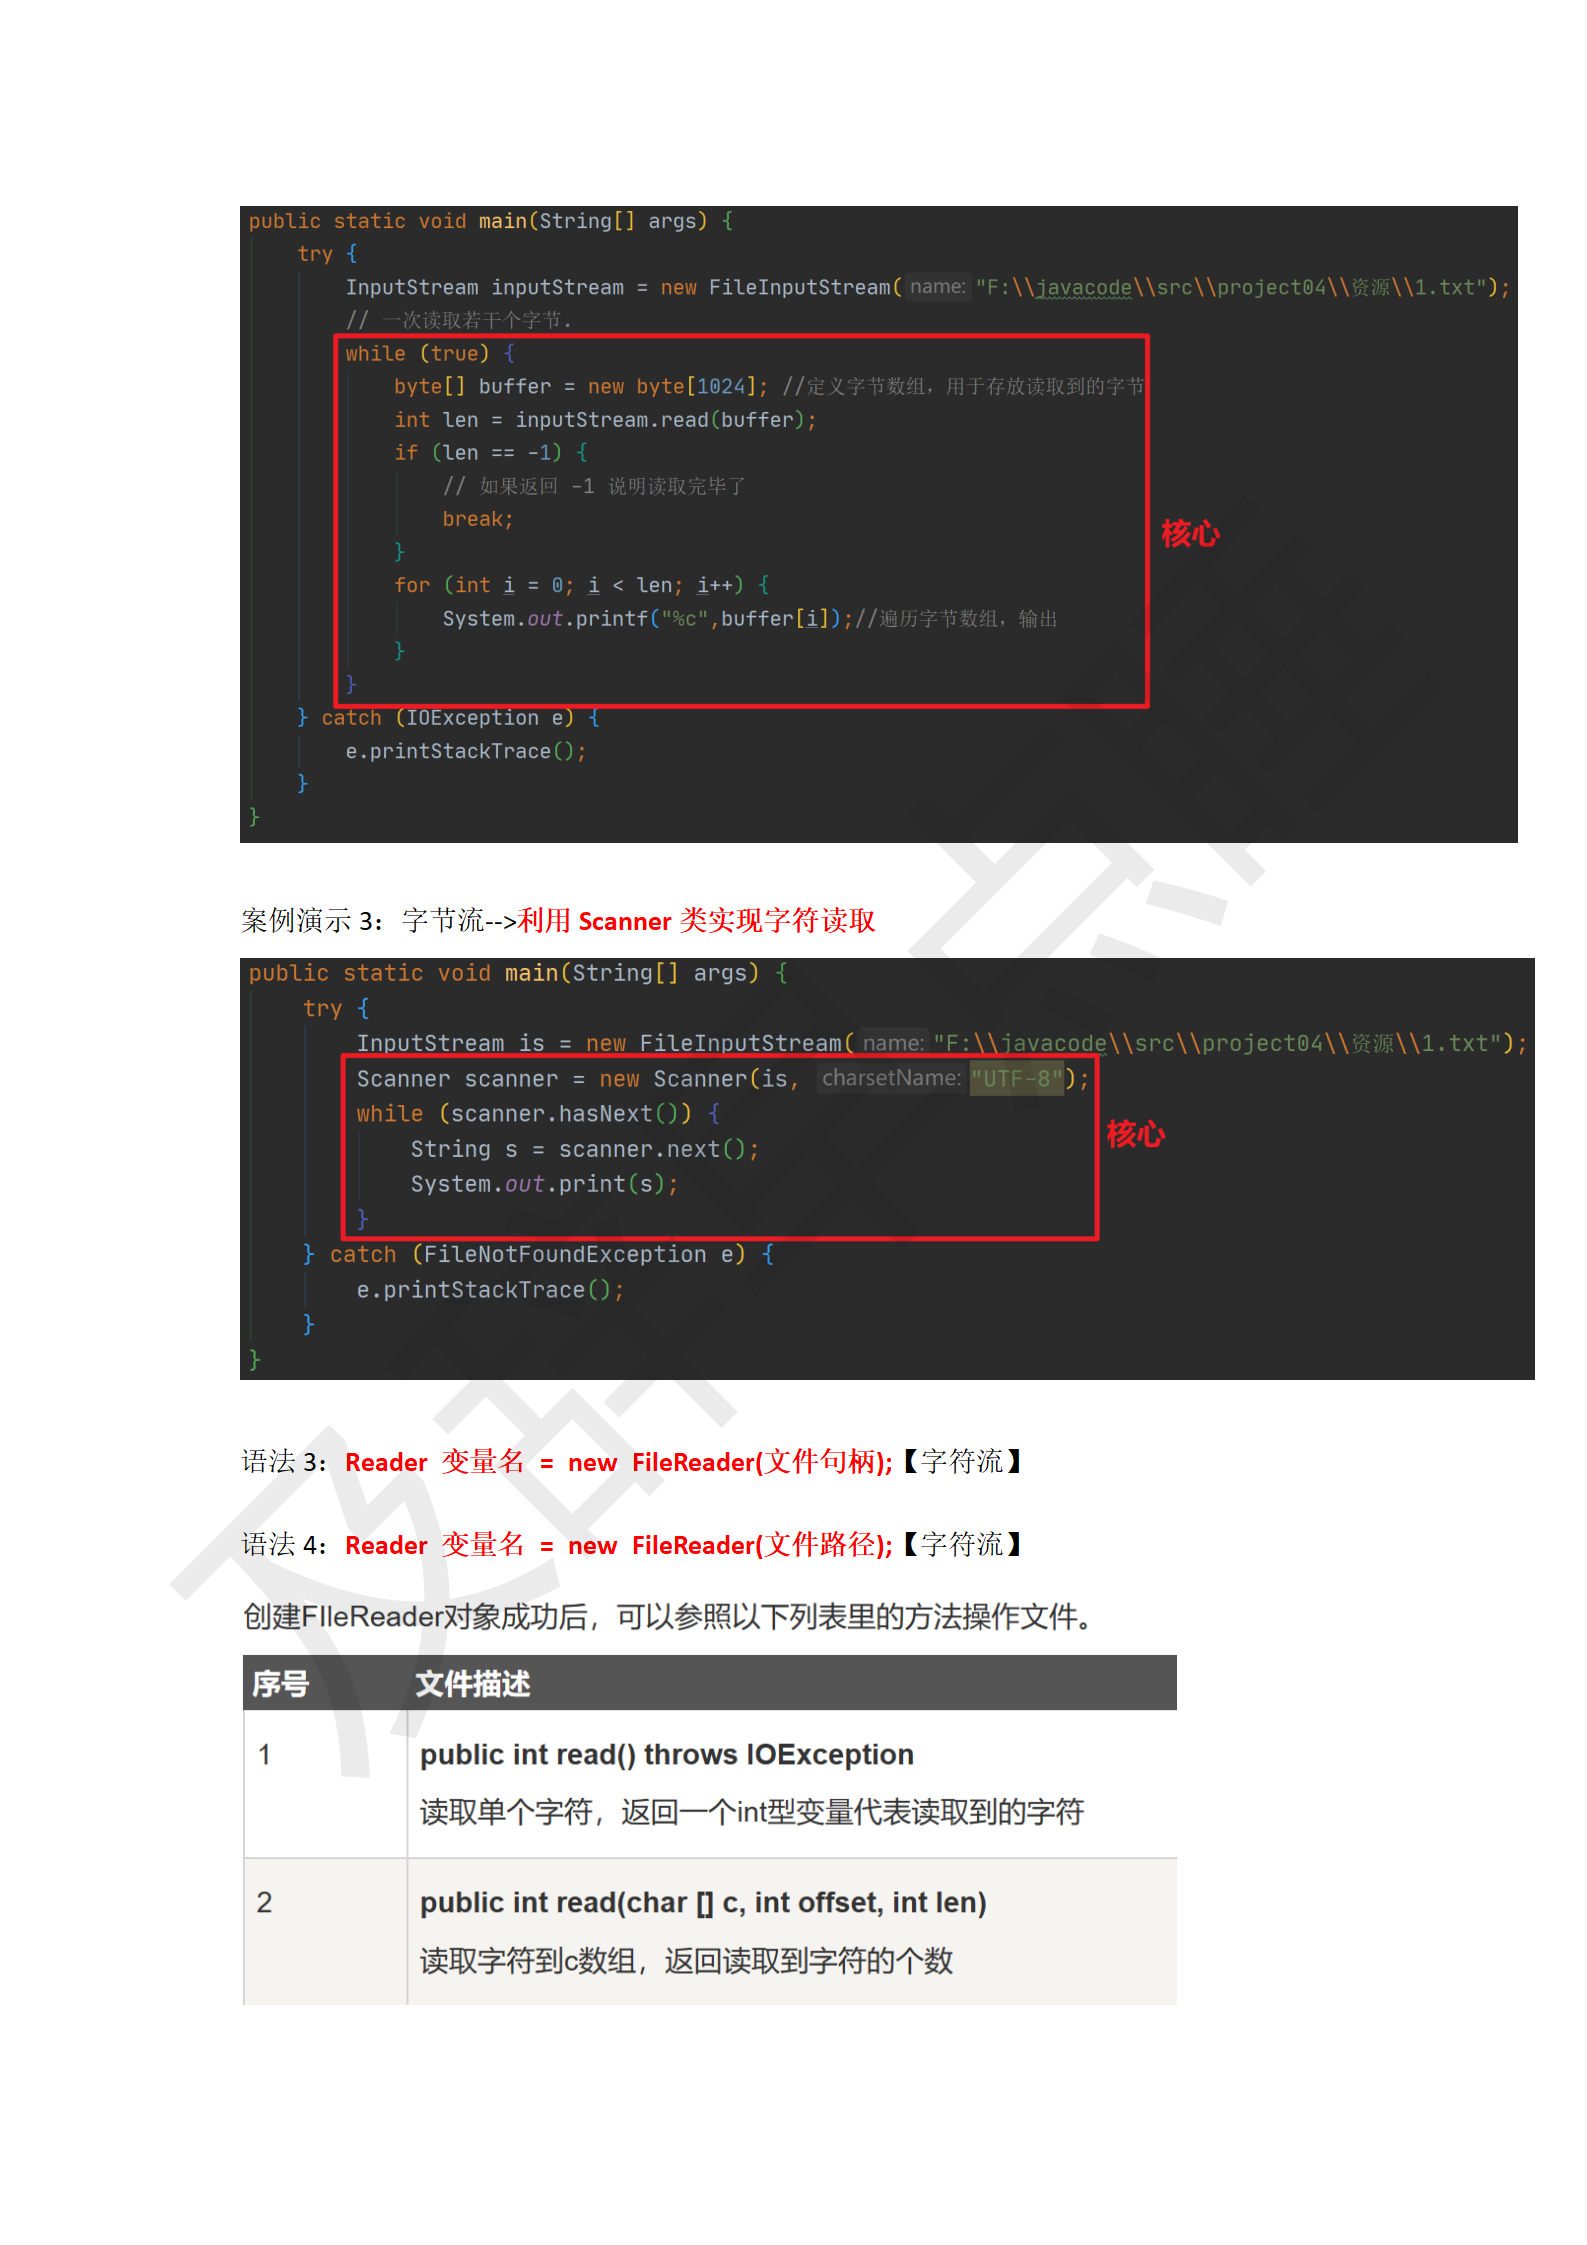 public static void main(String[] args) {
    try {
        InputStream inputStream = new FileInputStream( name: "F:\\javacode\\src\\project04\\资源\\1.txt");
        // 一次读取若干个字节.
        while (true) {
            byte[] buffer = new byte[1024]; //定义字节数组，用于存放读取到的字节
            int len = inputStream.read(buffer);
            if (len == -1) {
                // 如果返回 -1 说明读取完毕了
                break;
            }
核心
            for (int i = 0; i < len; i++) {
                System.out.printf("%c",buffer[i]);//遍历字节数组，输出
            }
        }
    } catch (IOException e) {
        e.printStackTrace();
    }
}
案例演示 3：字节流-->利用 Scanner 类实现字符读取
public static void main(String[] args) {
    try {
        InputStream is = new FileInputStream( name: "F:\\javacode\\src\\project04\\资源\\1.txt");
        Scanner scanner = new Scanner(is, charsetName: "UTF-8");
        while (scanner.hasNext()) {
核心
            String s = scanner.next();
            System.out.print(s);
        }
    } catch (FileNotFoundException e) {
        e.printStackTrace();
    }
}
语法 3：Reader 变量名 = new FileReader(文件句柄);【字符流】
语法 4：Reader 变量名 = new FileReader(文件路径);【字符流】
创建FIleReader对象成功后，可以参照以下列表里的方法操作文件。
序号 文件描述
1 public int read() throws IOException
读取单个字符，返回一个int型变量代表读取到的字符
2 public int read(char [] c, int offset, int len)
读取字符到c数组，返回读取到字符的个数